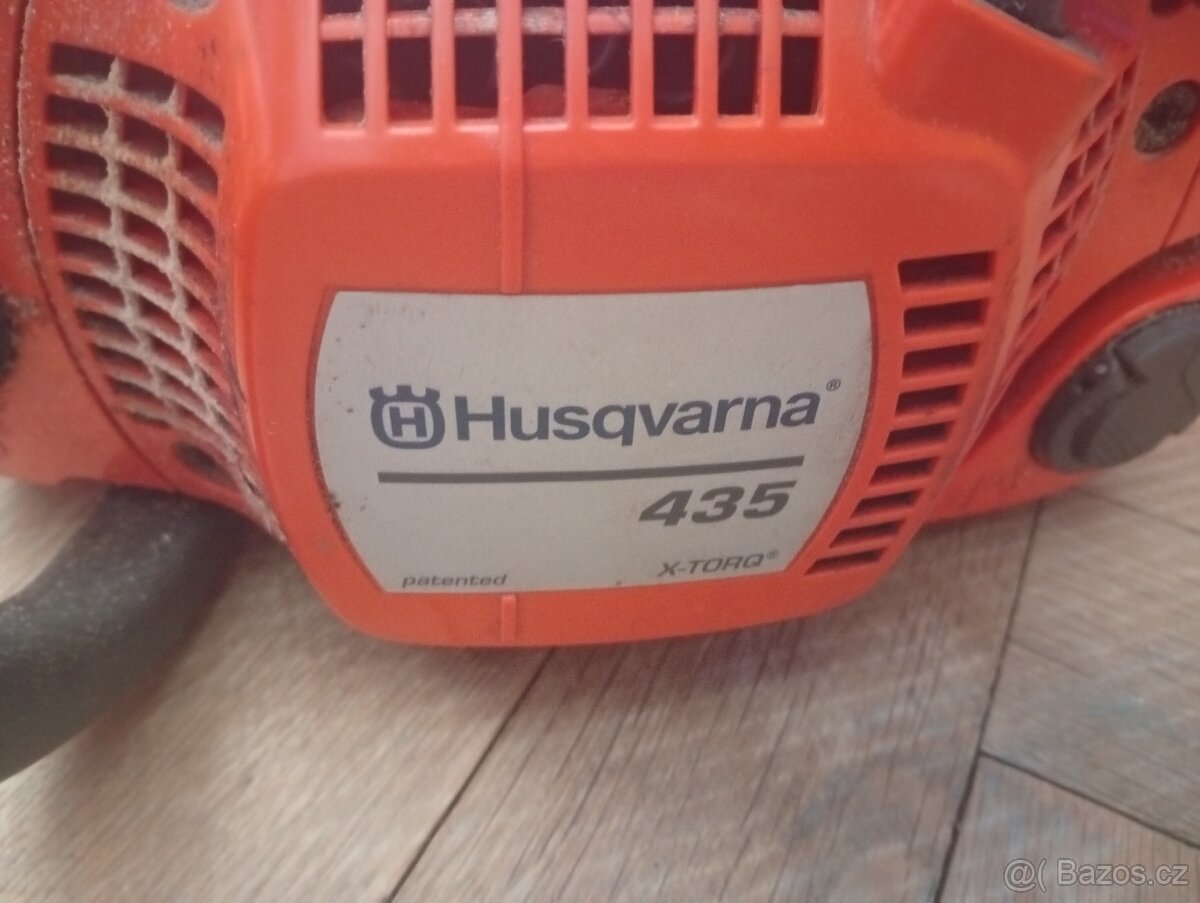 H Husqvarna®
435
patented X-TORQ®
@( Bazos.cz